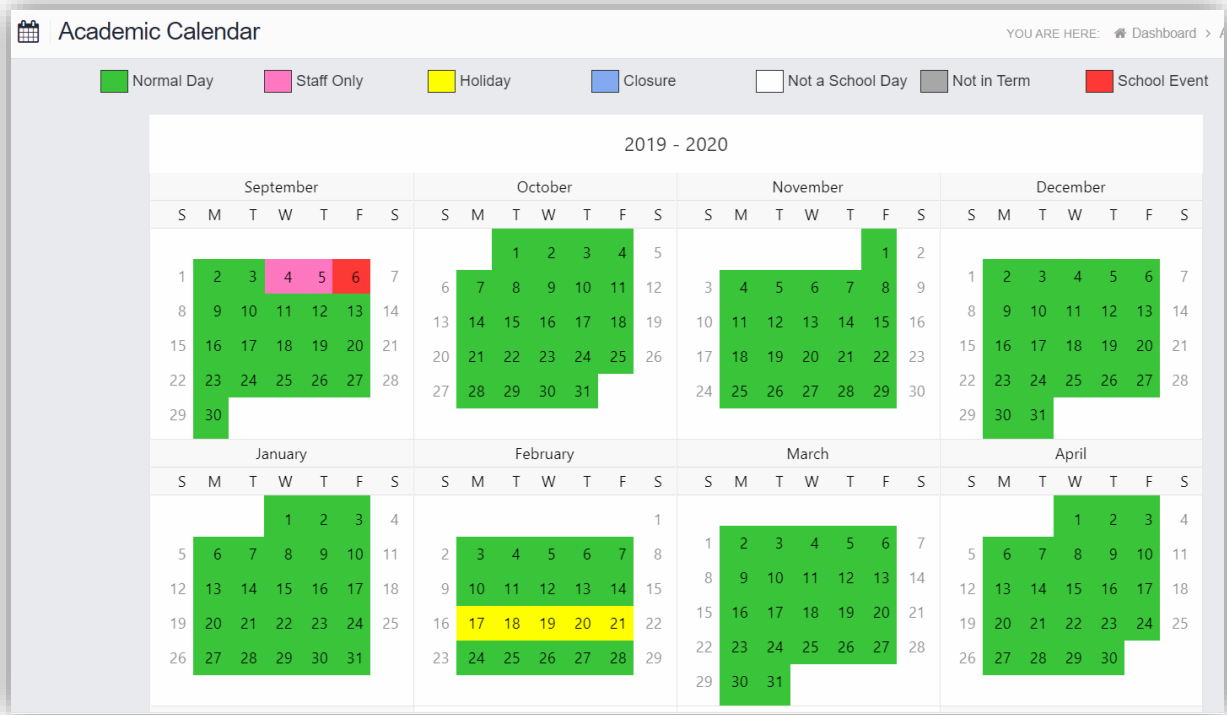 Academic Calendar
YOU ARE HERE: Dashboard >
Normal Day Staff Only Holiday Closure Not a School Day Not in Term School Event
2019 - 2020
September October November December
S M T W T F S S M T W T F S S M T W T F S S M T W T F S
1 2 3 4 5 1 2
1 2 3 4 5 6 7 6 7 8 9 10 11 12 3 4 5 6 7 8 9 1 2 3 4 5 6 7
8 9 10 11 12 13 14 13 14 15 16 17 18 19 10 11 12 13 14 15 16 8 9 10 11 12 13 14
15 16 17 18 19 20 21 20 21 22 23 24 25 26 17 18 19 20 21 22 23 15 16 17 18 19 20 21
22 23 24 25 26 27 28 27 28 29 30 31 24 25 26 27 28 29 30 22 23 24 25 26 27 28
29 30 29 30 31
January February March April
S M T W T F S S M T W T F S S M T W T F S S M T W T F S
1 2 3 4 1 1 2 3 4
5 6 7 8 9 10 11 2 3 4 5 6 7 8 1 2 3 4 5 6 7 5 6 7 8 9 10 11
12 13 14 15 16 17 18 9 10 11 12 13 14 15 8 9 10 11 12 13 14 12 13 14 15 16 17 18
19 20 21 22 23 24 25 16 17 18 19 20 21 22 15 16 17 18 19 20 21 19 20 21 22 23 24 25
26 27 28 29 30 31 23 24 25 26 27 28 29 22 23 24 25 26 27 28 26 27 28 29 30
29 30 31